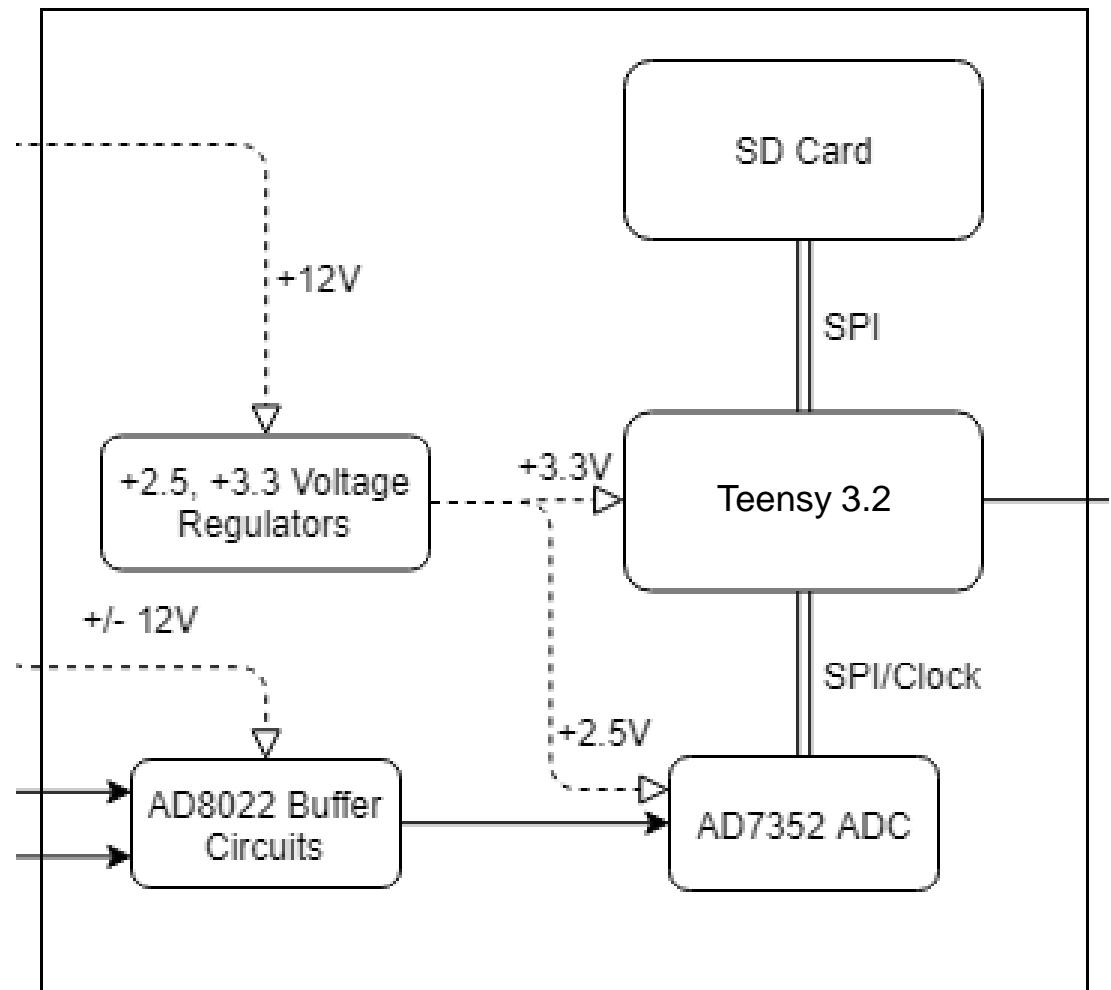 SD Card
+12V
SPI
+2.5, +3.3 Voltage
Regulators
+3.3V
Teensy 3.2
+/- 12V
SPI/Clock
+2.5V
AD8022 Buffer
Circuits
AD7352 ADC